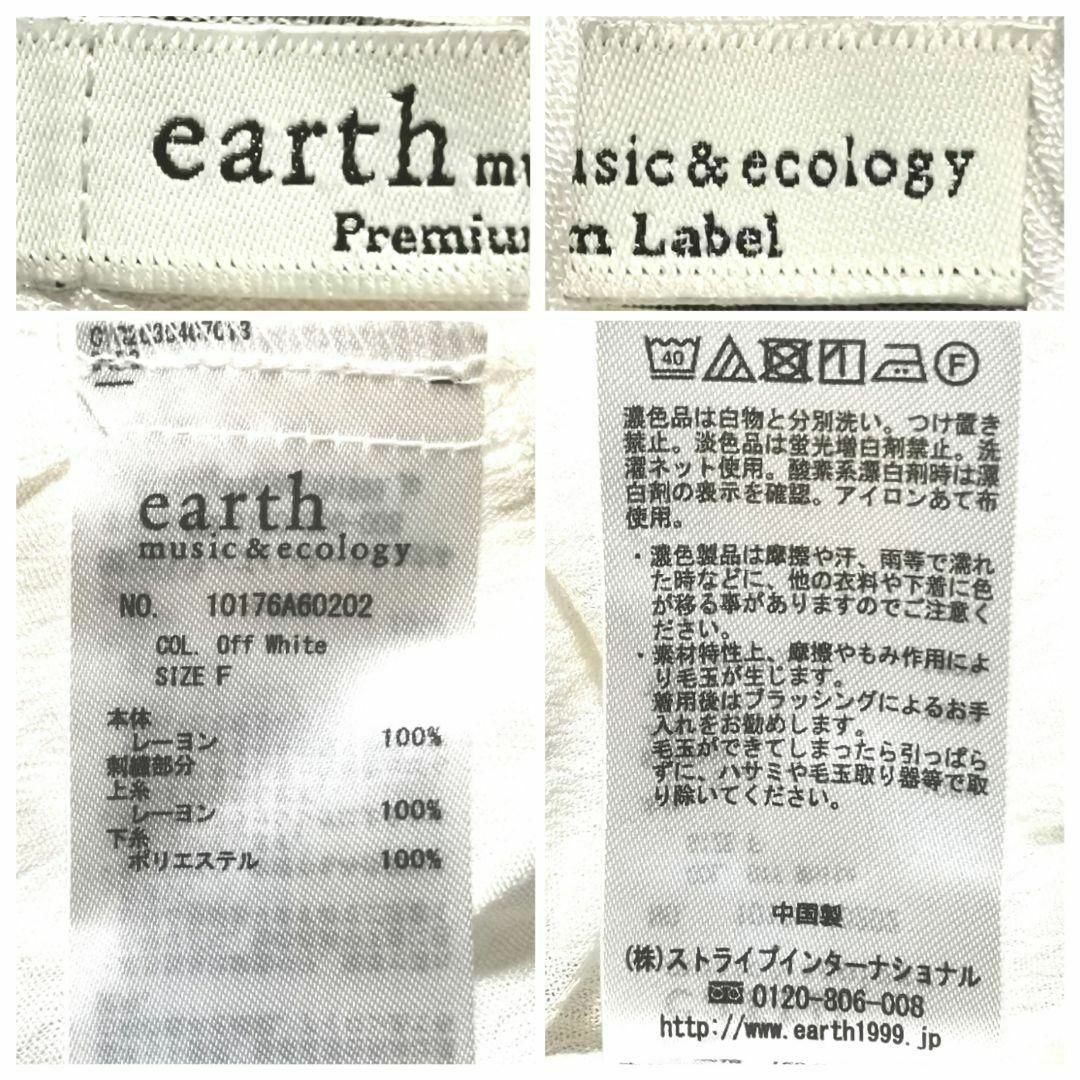 earth mu
Premiu
usic & ecology
m Label
earth
music & ecology
NO. 10176A60202
COL. Off White
SIZE F
本体
レーヨン 100%
刺繍部分
上糸
レーヨン 100%
下糸
ポリエステル 100%
40 F
濃色品は白物と分別洗い。つけ置き
禁止。淡色品は蛍光増白剤禁止。洗
濯ネット使用。酸素系漂白剤時は漂
白剤の表示を確認。アイロンあて布
使用。
・濃色製品は摩擦や汗、雨等で濡れ
た時などに、他の衣料や下着に色
が移る事がありますのでご注意く
ださい。
・素材特性上、摩擦やもみ作用によ
り毛玉が生じます。
着用後はブラッシングによるお手
入れをお勧めします。
毛玉ができてしまったら引っぱら
ずに、ハサミや毛玉取り器等で取
り除いてください。
中国製
(株)ストライプインターナショナル
0120-806-008
http://www.earth1999.jp